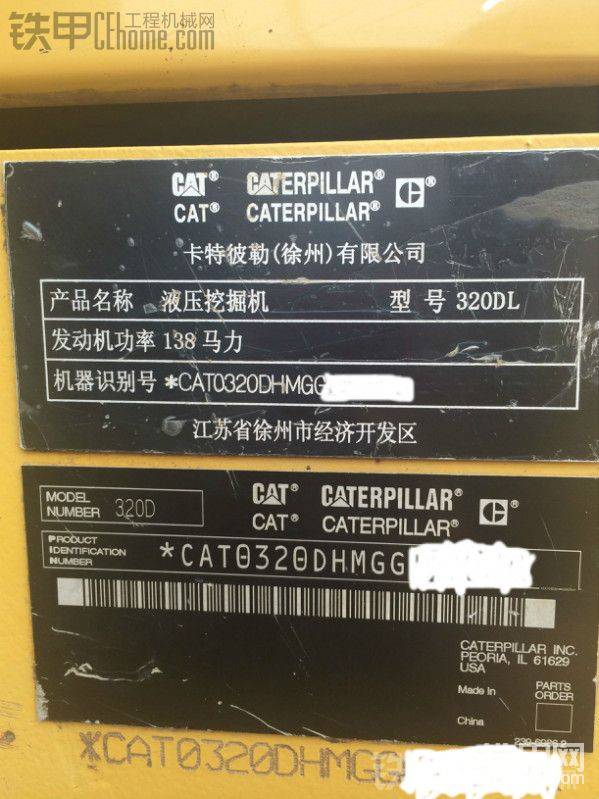 铁甲 工程机械网
CEhome.com
CAT® CATERPILLAR®
CAT® CATERPILLAR®
卡特彼勒(徐州)有限公司
产品名称 液压挖掘机 型 号 320DL
发动机功率 138 马力
机器识别号 *CAT0320DHMGG
江苏省徐州市经济开发区
MODEL NUMBER 320D
CAT® CATERPILLAR®
CAT® CATERPILLAR®
PRODUCT
IDENTIFICATION
NUMBER
*CAT0320DHMGG
CATERPILLAR INC.
PEORIA, IL 61629
USA
Made In
PARTS
ORDER
China
*CAT0320DHMGG